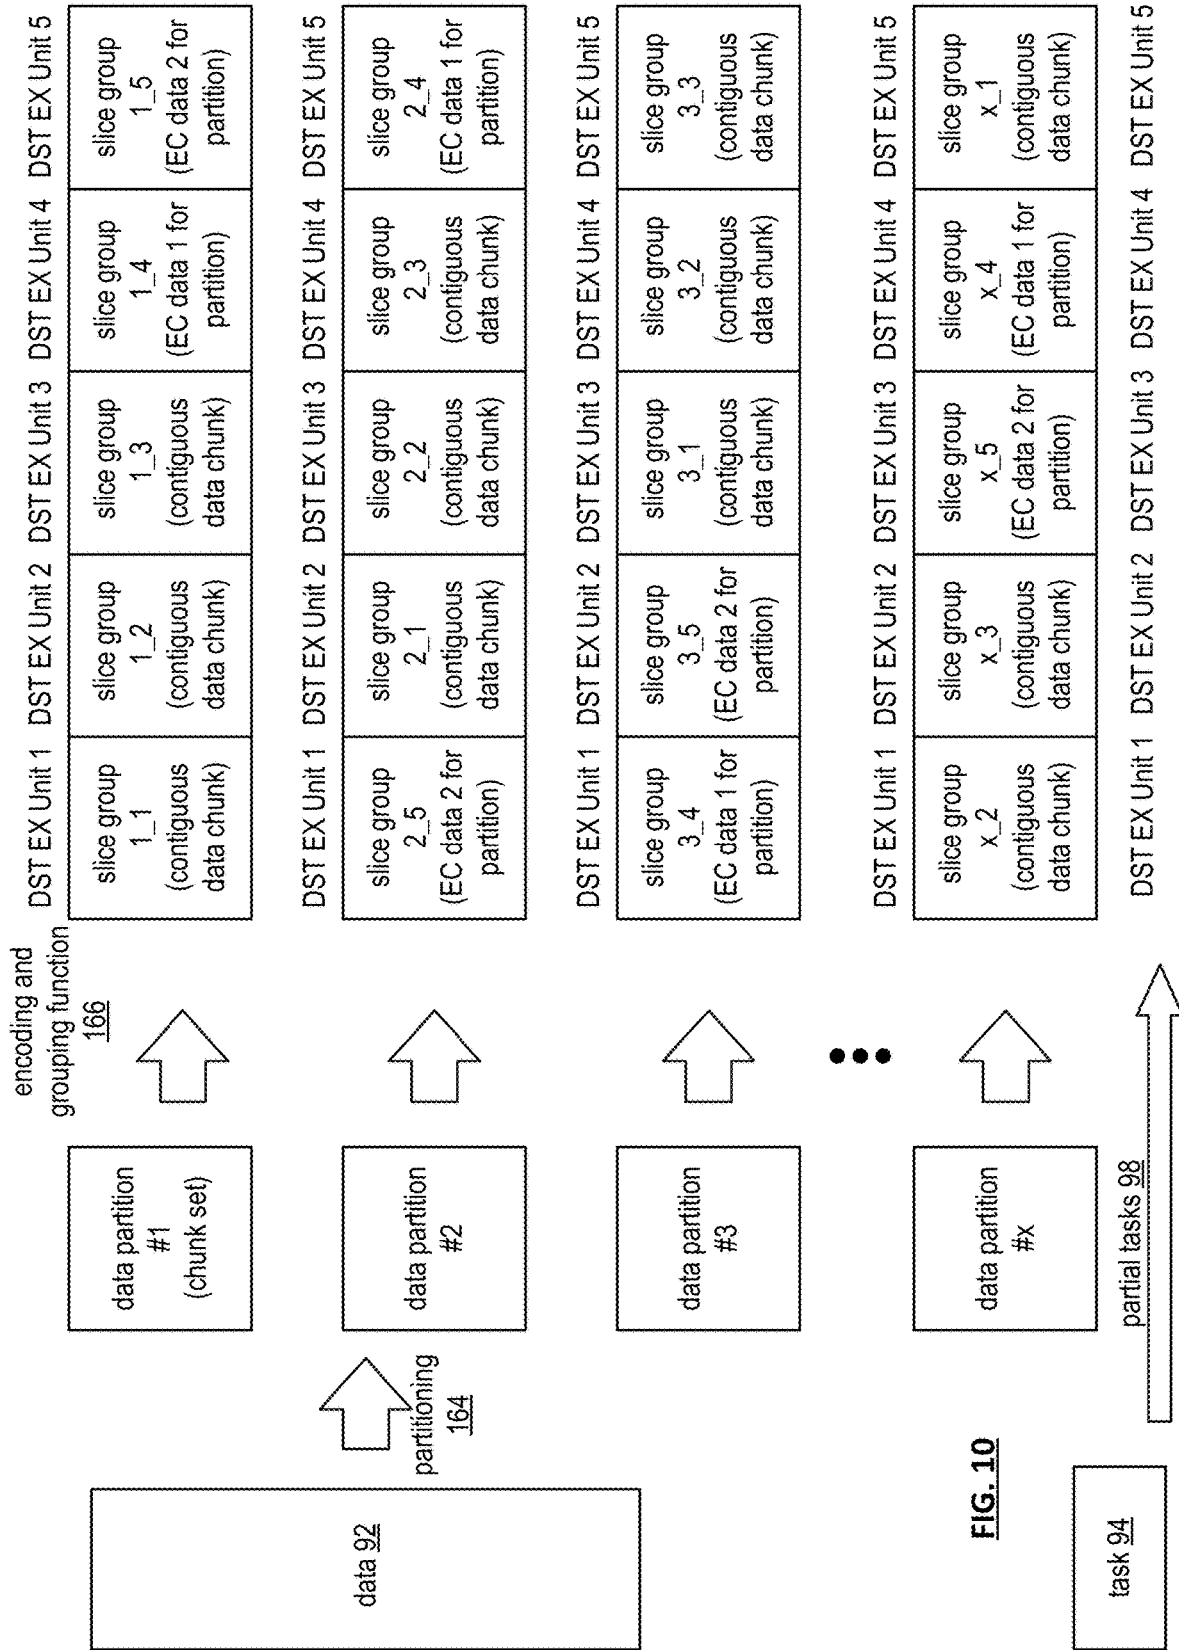 data 92
partitioning
164
data partition
#1
(chunk set)
data partition
#2
data partition
#3
data partition
#x
encoding and
grouping function
166
DST EX Unit 1
DST EX Unit 2
DST EX Unit 3
DST EX Unit 4
DST EX Unit 5
slice group
1_1
(contiguous
data chunk)
slice group
1_2
(contiguous
data chunk)
slice group
1_3
(contiguous
data chunk)
slice group
1_4
(EC data 1 for
partition)
slice group
1_5
(EC data 2 for
partition)
DST EX Unit 1
DST EX Unit 2
DST EX Unit 3
DST EX Unit 4
DST EX Unit 5
slice group
2_5
(EC data 2 for
partition)
slice group
2_1
(contiguous
data chunk)
slice group
2_2
(contiguous
data chunk)
slice group
2_3
(contiguous
data chunk)
slice group
2_4
(EC data 1 for
partition)
DST EX Unit 1
DST EX Unit 2
DST EX Unit 3
DST EX Unit 4
DST EX Unit 5
slice group
3_4
(EC data 1 for
partition)
slice group
3_5
(EC data 2 for
partition)
slice group
3_1
(contiguous
data chunk)
slice group
3_2
(contiguous
data chunk)
slice group
3_3
(contiguous
data chunk)
DST EX Unit 1
DST EX Unit 2
DST EX Unit 3
DST EX Unit 4
DST EX Unit 5
slice group
x_2
(contiguous
data chunk)
slice group
x_3
(contiguous
data chunk)
slice group
x_5
(EC data 2 for
partition)
slice group
x_4
(EC data 1 for
partition)
slice group
x_1
(contiguous
data chunk)
FIG. 10
task 94
partial tasks 98
DST EX Unit 1
DST EX Unit 2
DST EX Unit 3
DST EX Unit 4
DST EX Unit 5